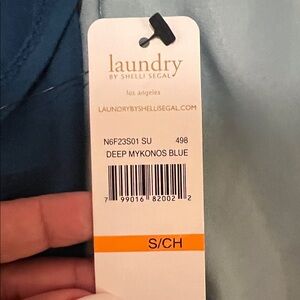 laundry
BY SHELLI SEGAL
los angeles
LAUNDRYBYSHELLISEGAL.COM
N6F23S01 SU 498
DEEP MYKONOS BLUE
7 99016 82002 2
S/CH